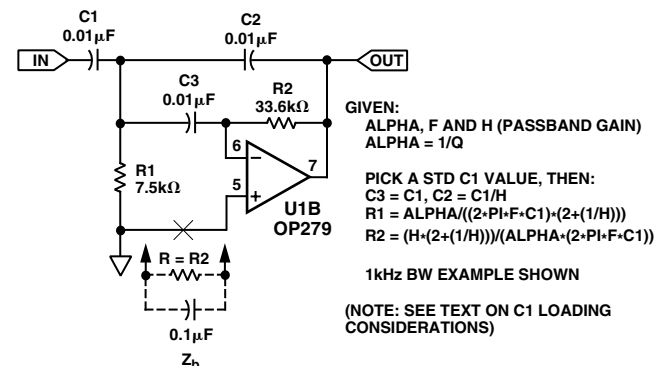 C1
0.01μF
C2
0.01μF
IN
OUT
C3
0.01μF
R2
33.6kΩ
6
7
5
R1
7.5kΩ
U1B
OP279
R = R2
0.1μF
Zb
GIVEN:
ALPHA, F AND H (PASSBAND GAIN)
ALPHA = 1/Q
PICK A STD C1 VALUE, THEN:
C3 = C1, C2 = C1/H
R1 = ALPHA/((2*PI*F*C1)*(2+(1/H)))
R2 = (H*(2+(1/H)))/(ALPHA*(2*PI*F*C1))
1kHz BW EXAMPLE SHOWN
(NOTE: SEE TEXT ON C1 LOADING
CONSIDERATIONS)